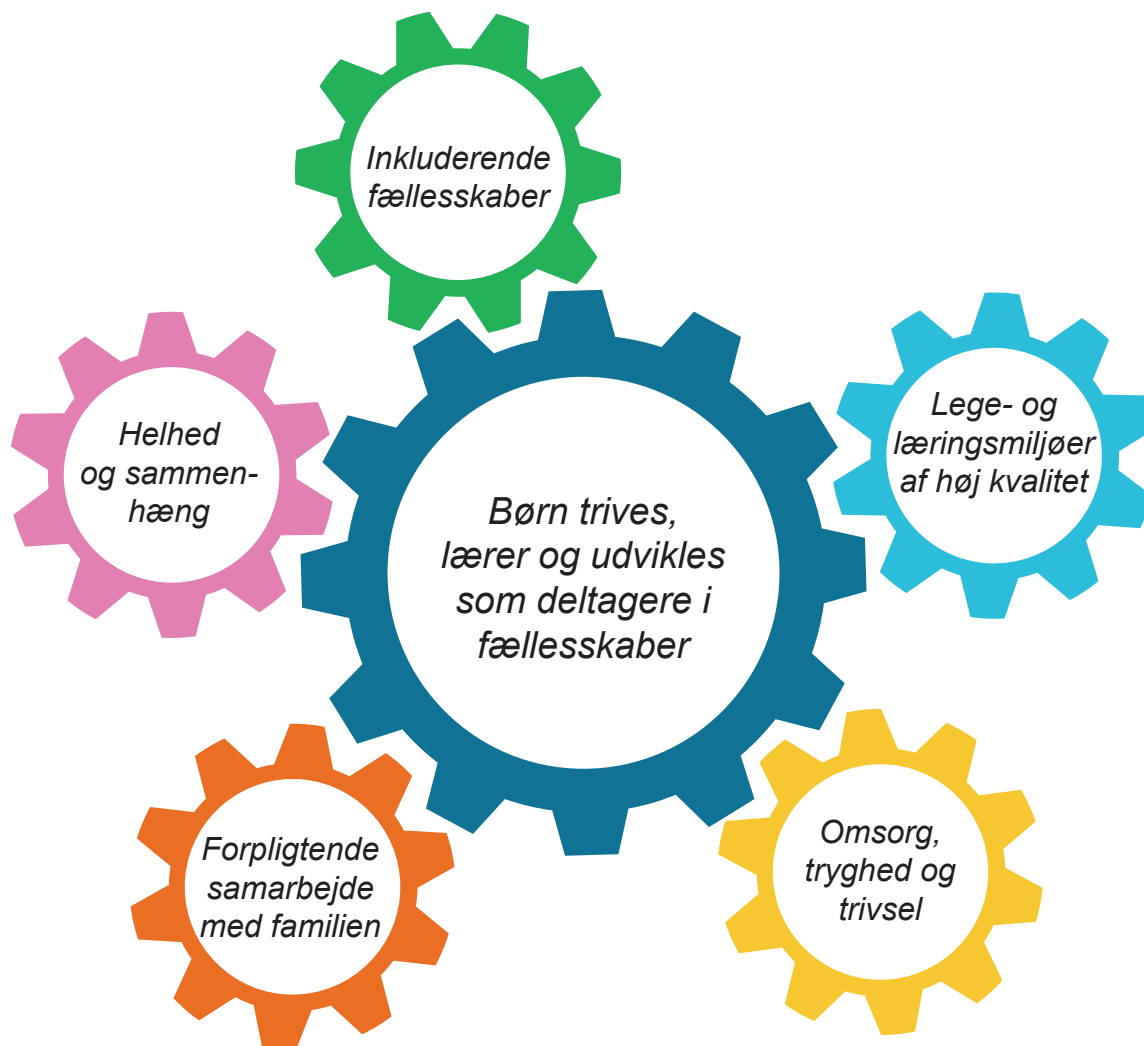 Inkluderende
fællesskaber
Helhed
og sammen-
hæng
Lege- og
læringsmiljøer
af høj kvalitet
Børn trives,
lærer og udvikles
som deltagere i
fællesskaber
Forpligtende
samarbejde
med familien
Omsorg,
tryghed og
trivsel